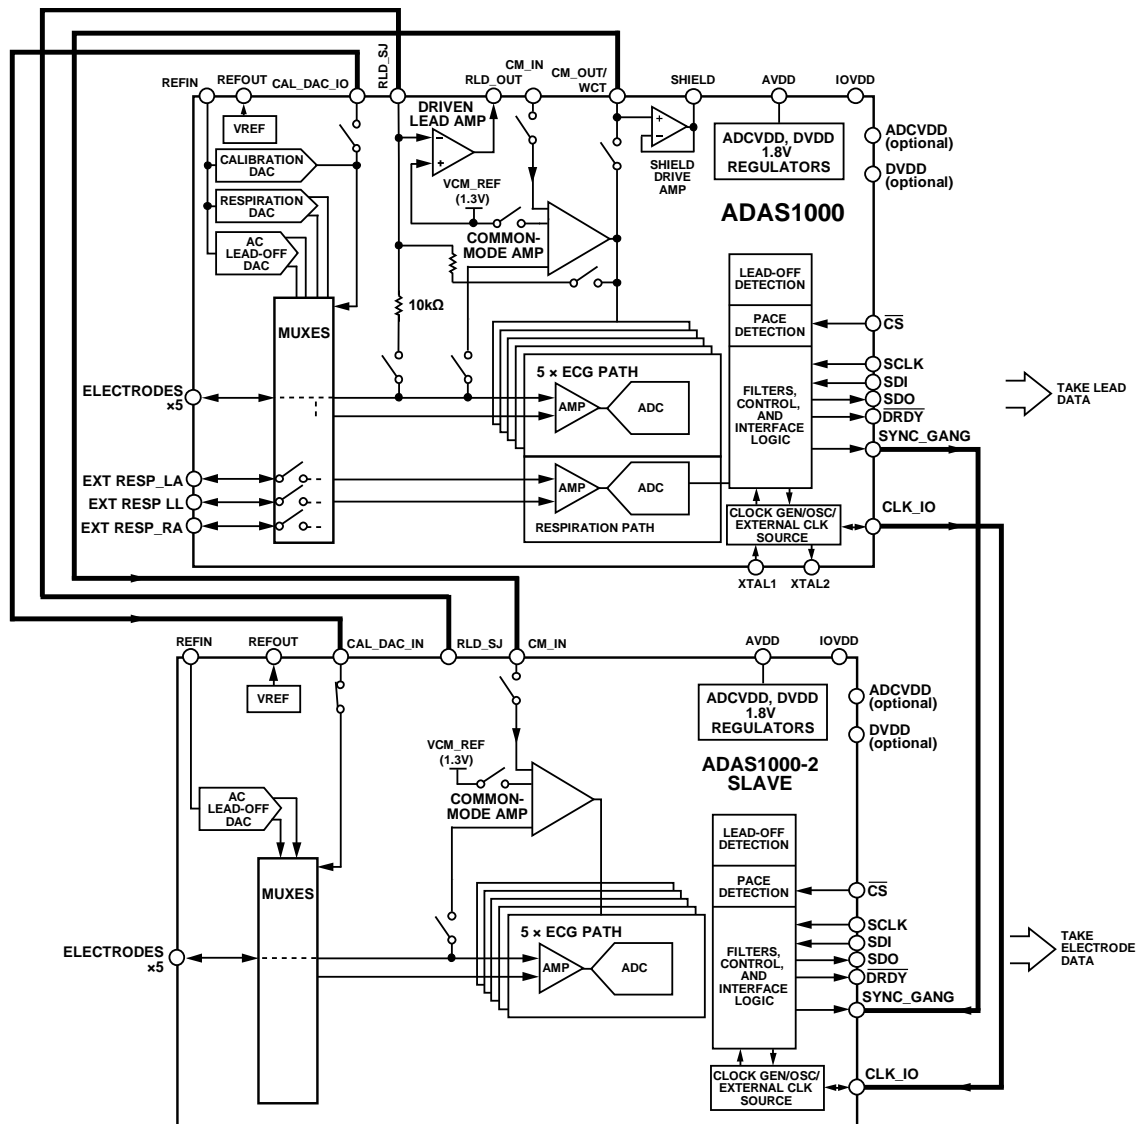 REFIN
REFOUT
CAL_DAC_IO
RLD_SJ
RLD_OUT
CM_IN
CM_OUT/
WCT
SHIELD
AVDD
IOVDD
VREF
DRIVEN
LEAD AMP
ADCVDD, DVDD
1.8V
REGULATORS
ADCVDD
(optional)
DVDD
(optional)
CALIBRATION
DAC
RESPIRATION
DAC
AC
LEAD-OFF
DAC
VCM_REF
(1.3V)
COMMON-
MODE AMP
SHIELD
DRIVE
AMP
ADAS1000
10kΩ
MUXES
LEAD-OFF
DETECTION
PACE
DETECTION
FILTERS,
CONTROL,
AND
INTERFACE
LOGIC
CS
SCLK
SDI
SDO
DRDY
SYNC_GANG
TAKE LEAD
DATA
ELECTRODES
×5
5 × ECG PATH
AMP
ADC
EXT RESP_LA
EXT RESP LL
EXT RESP_RA
AMP
ADC
RESPIRATION PATH
CLOCK GEN/OSC/
EXTERNAL CLK
SOURCE
CLK_IO
XTAL1
XTAL2
REFIN
REFOUT
CAL_DAC_IN
RLD_SJ
CM_IN
AVDD
IOVDD
VREF
ADCVDD, DVDD
1.8V
REGULATORS
ADCVDD
(optional)
DVDD
(optional)
VCM_REF
(1.3V)
COMMON-
MODE AMP
ADAS1000-2
SLAVE
AC
LEAD-OFF
DAC
MUXES
LEAD-OFF
DETECTION
PACE
DETECTION
FILTERS,
CONTROL,
AND
INTERFACE
LOGIC
CS
SCLK
SDI
SDO
DRDY
SYNC_GANG
TAKE
ELECTRODE
DATA
ELECTRODES
×5
5 × ECG PATH
AMP
ADC
CLOCK GEN/OSC/
EXTERNAL CLK
SOURCE
CLK_IO